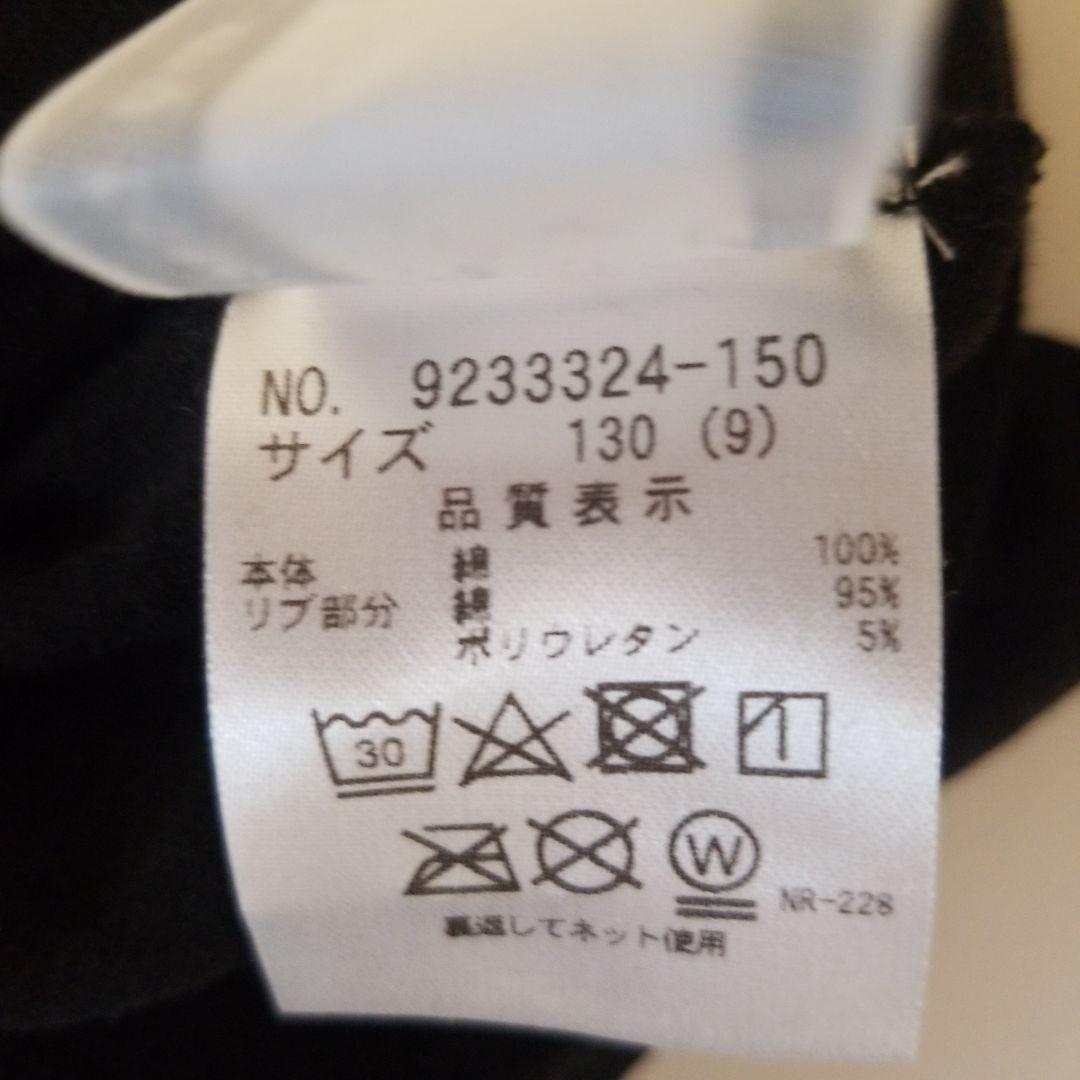 NO. 9233324-150
サイズ 130 (9)
品質表示
本体 綿 100%
リブ部分 綿 95%
ポリウレタン 5%
30
W
NR-228
裏返してネット使用